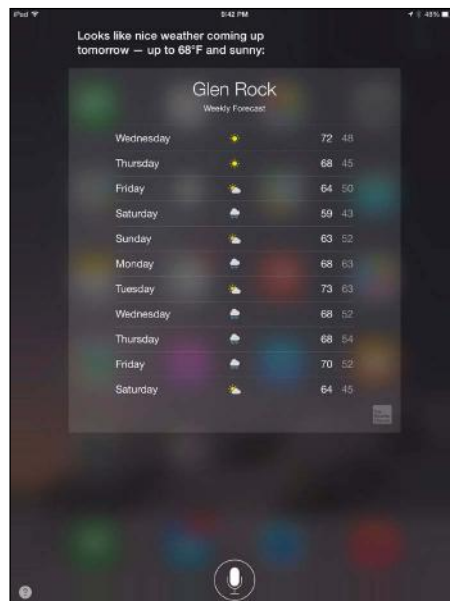 iPad 5:42 PM 49%
Looks like nice weather coming up
tomorrow — up to 68°F and sunny:
Glen Rock
Weekly Forecast
Wednesday 72 48
Thursday 68 45
Friday 64 50
Saturday 59 43
Sunday 63 52
Monday 68 63
Tuesday 73 63
Wednesday 68 52
Thursday 68 54
Friday 70 52
Saturday 64 45
?